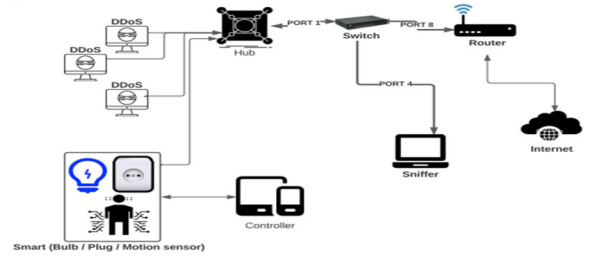 DDoS
DDoS
DDoS
Hub
PORT 1
Switch
PORT 8
Router
PORT 4
Sniffer
Internet
Controller
Smart (Bulb / Plug / Motion sensor)